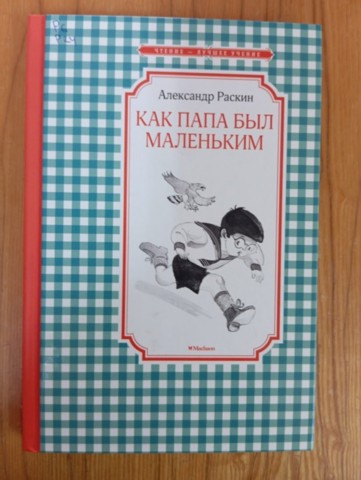 ЧТЕНИЕ – ЛУЧШЕЕ УЧЕНИЕ
Александр Раскин
КАК ПАПА БЫЛ
МАЛЕНЬКИМ
Machaon